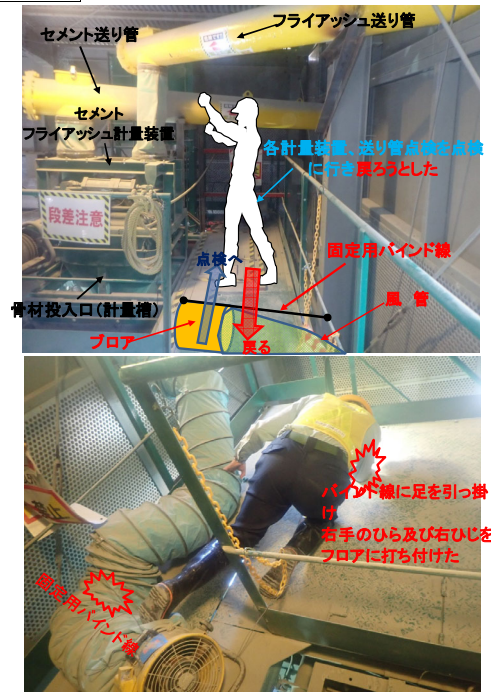 フライアッシュ送り管
セメント送り管
セメント
フライアッシュ計量装置
各計量装置、送り管点検を点検
に行き戻ろうとした
段差注意
点検へ
固定用バインド線
骨材投入口（計量槽）
風 管
ブロア
戻る
バインド線に足を引っ掛
け
右手のひら及び右ひじを
フロアに打ち付けた
固定用バインド線